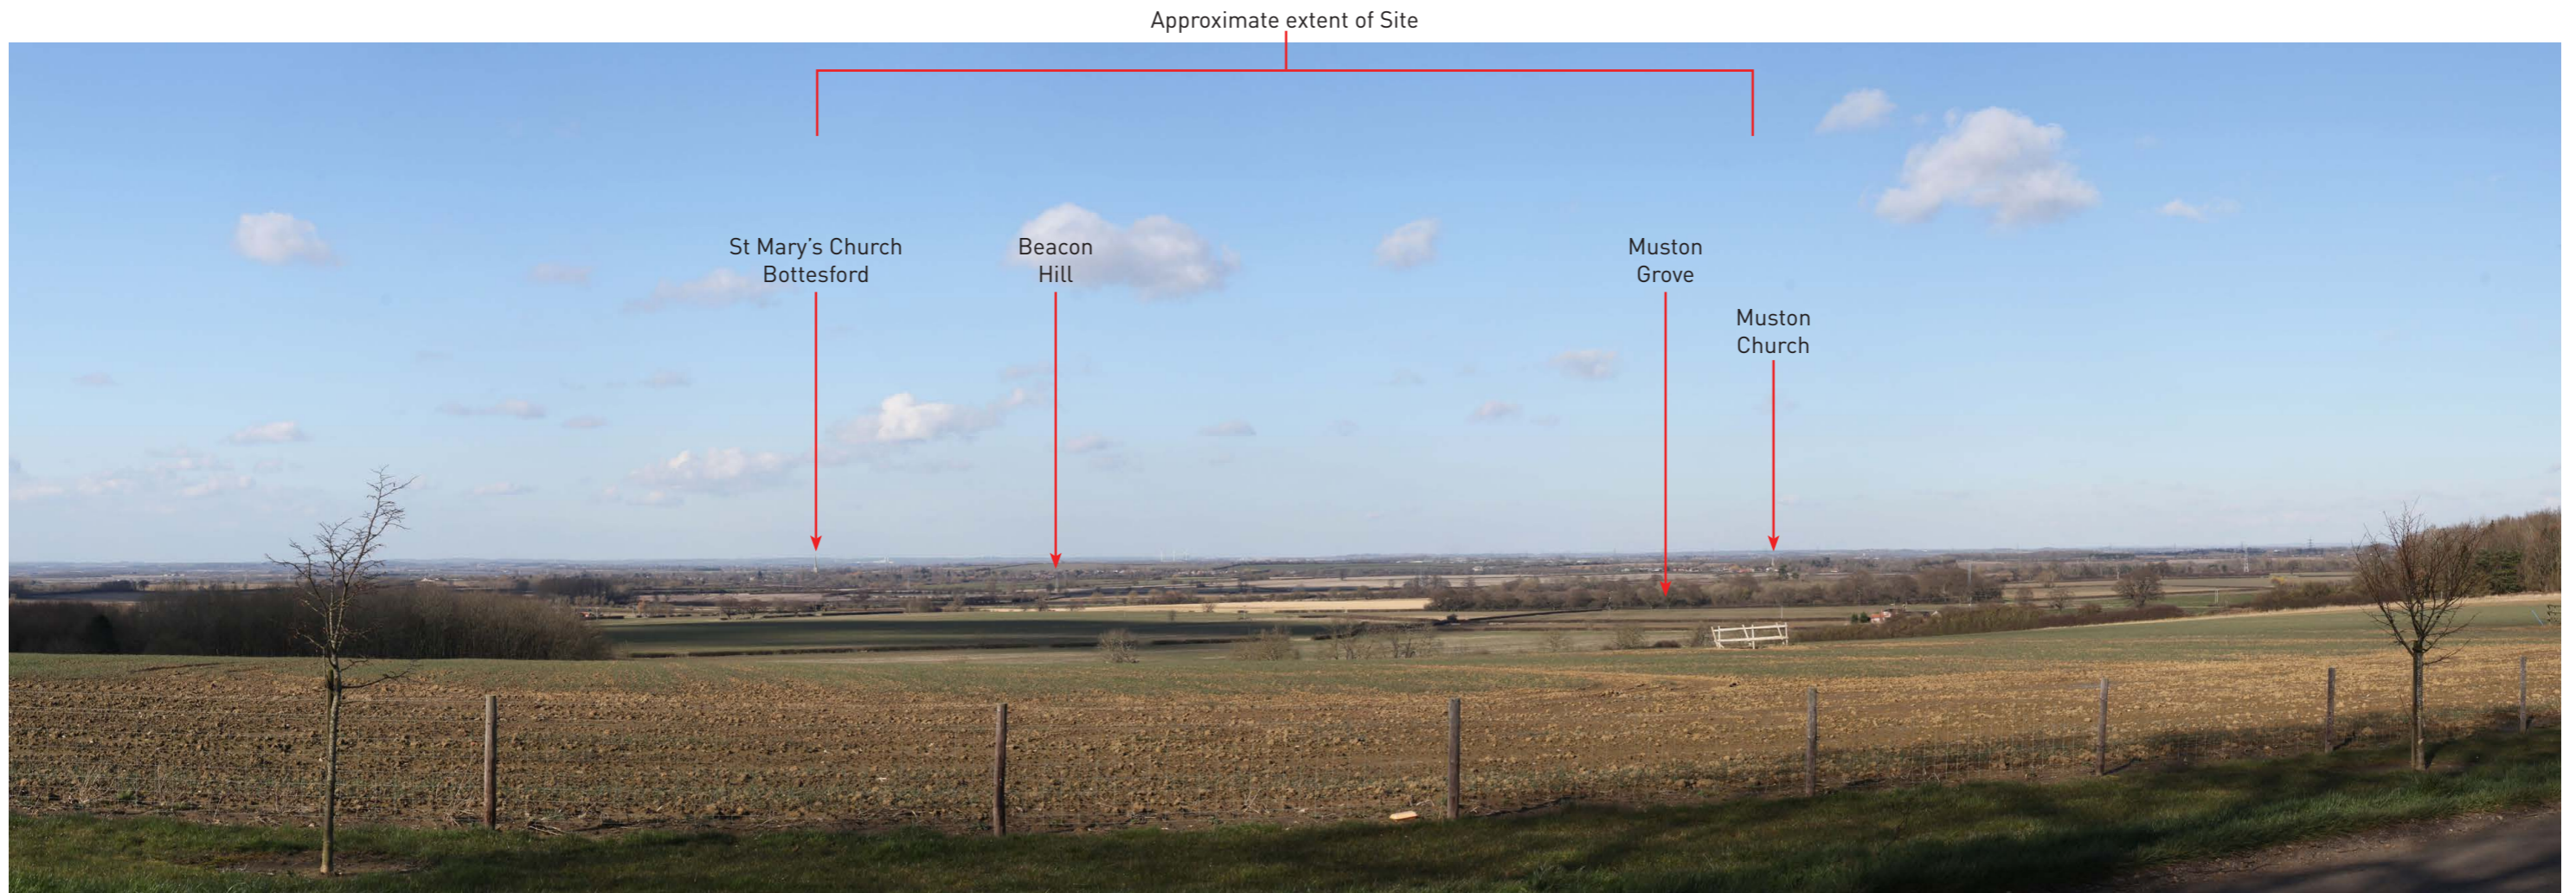 Approximate extent of Site
St Mary’s Church
Bottesford
Beacon
Hill
Muston
Grove
Muston
Church